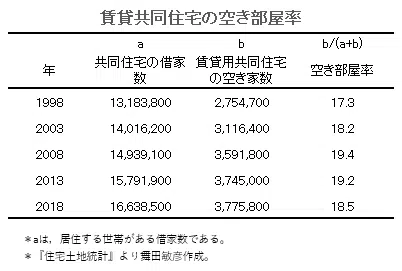 賃貸共同住宅の空き部屋率
a b b/(a+b)
年 共同住宅の借家数 賃貸用共同住宅の空き家数 空き部屋率
1998 13,183,800 2,754,700 17.3
2003 14,016,200 3,116,400 18.2
2008 14,939,100 3,591,800 19.4
2013 15,791,900 3,745,000 19.2
2018 16,638,500 3,775,800 18.5
＊aは，居住する世帯がある借家数である。
＊『住宅土地統計』より舞田敏彦作成。